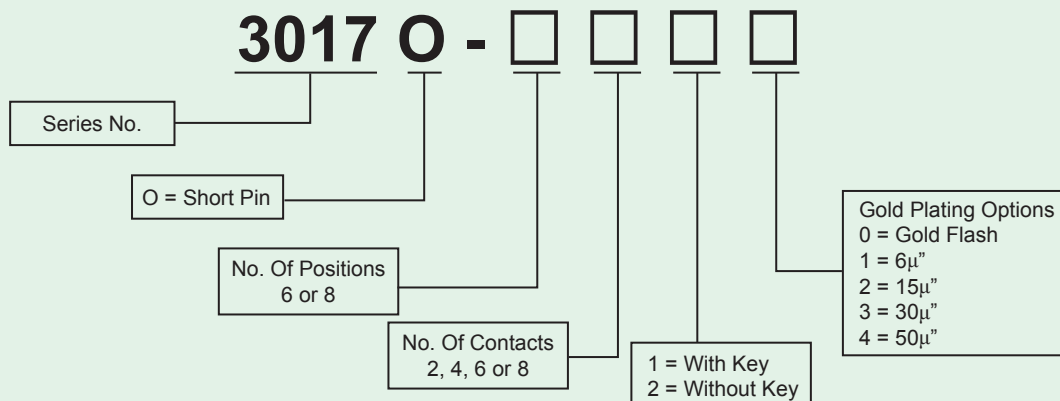 3017 O -
Series No.
O = Short Pin
No. Of Positions
6 or 8
No. Of Contacts
2, 4, 6 or 8
1 = With Key
2 = Without Key
Gold Plating Options
0 = Gold Flash
1 = 6μ”
2 = 15μ”
3 = 30μ”
4 = 50μ”